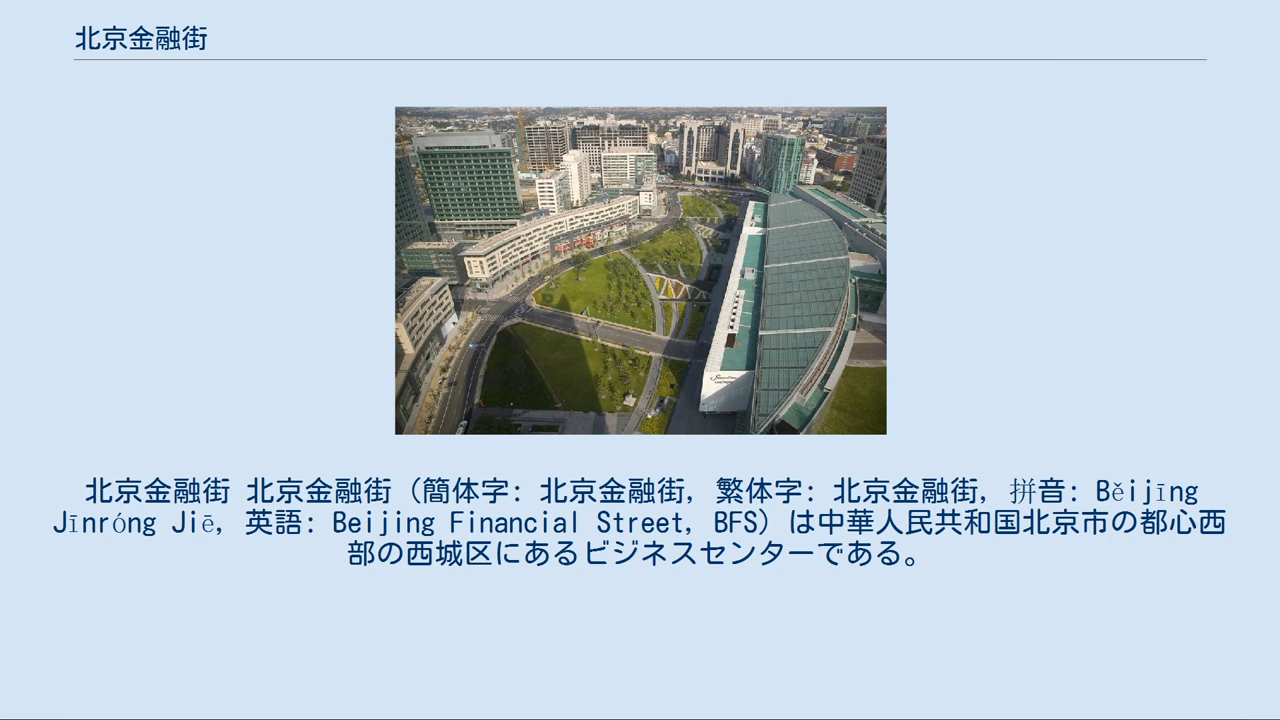 北京金融街
北京金融街 北京金融街（簡体字: 北京金融街, 繁体字: 北京金融街, 拼音: Běijīng
Jīnróng Jiē, 英語: Beijing Financial Street, BFS）は中華人民共和国北京市の都心西
部の西城区にあるビジネスセンターである。